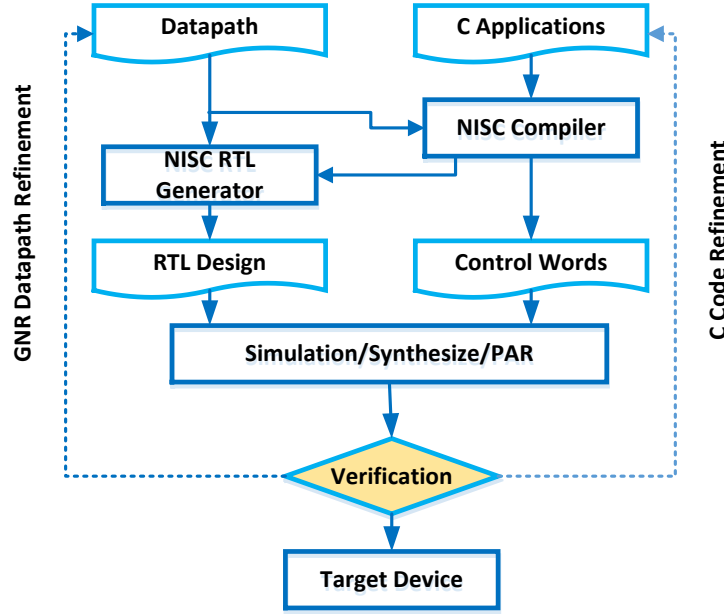 Datapath
C Applications
NISC Compiler
NISC RTL
Generator
RTL Design
Control Words
Simulation/Synthesize/PAR
Verification
Target Device
GNR Datapath Refinement
C Code Refinement